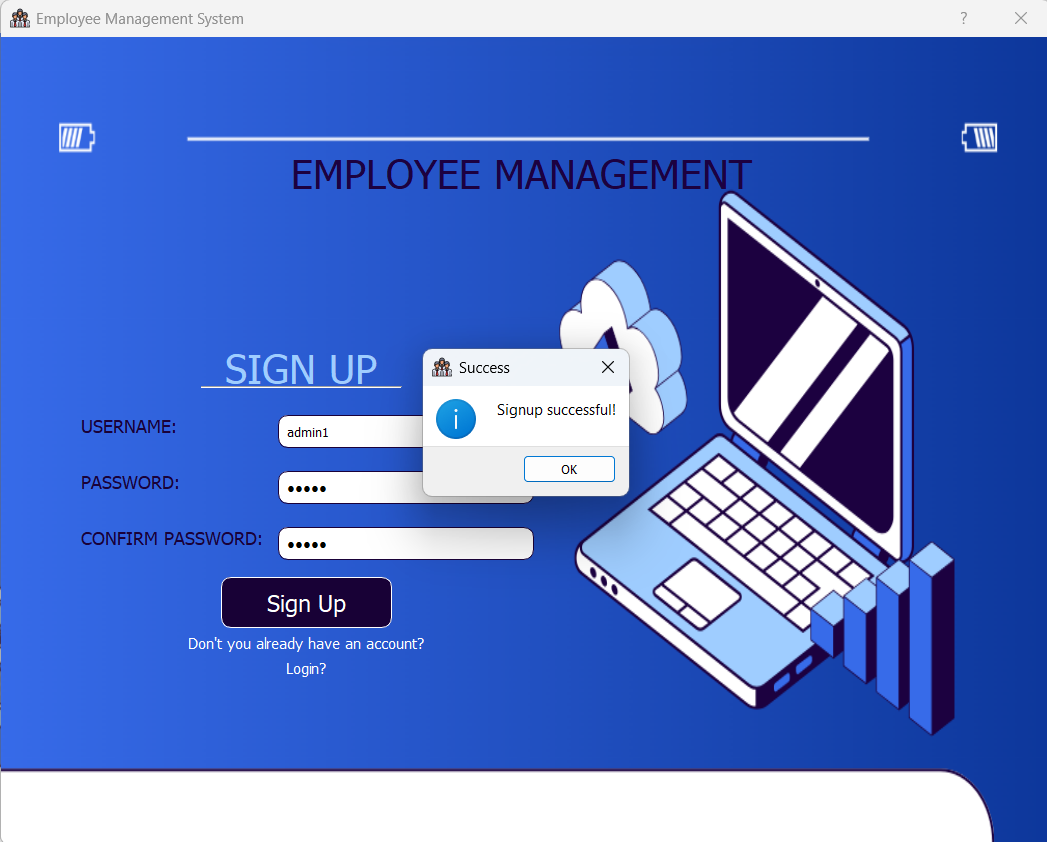 Employee Management System
EMPLOYEE MANAGEMENT
SIGN UP
Success
Signup successful!
OK
USERNAME:
admin1
PASSWORD:
•••••
CONFIRM PASSWORD:
•••••
Sign Up
Don't you already have an account?
Login?